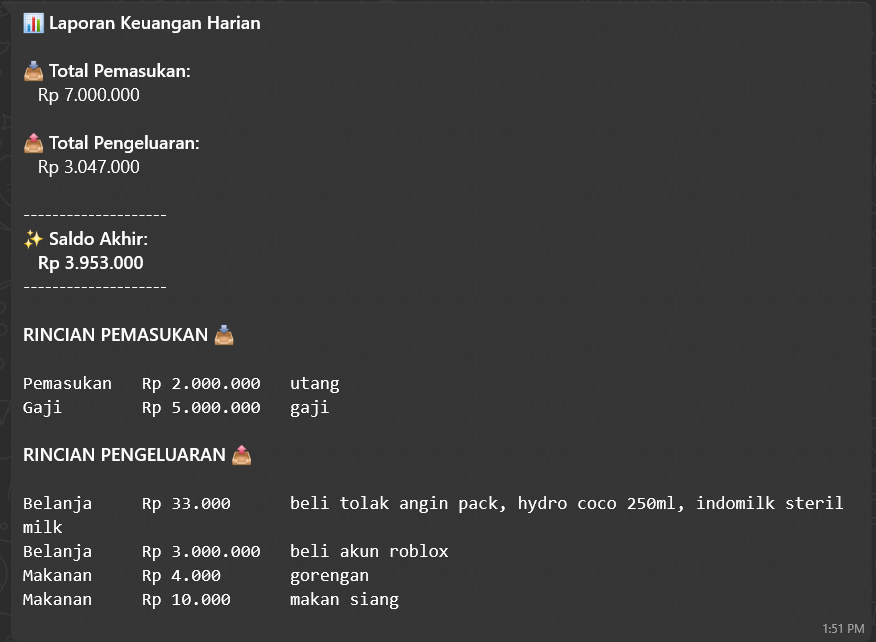 📊 Laporan Keuangan Harian
📥 Total Pemasukan:
Rp 7.000.000
📤 Total Pengeluaran:
Rp 3.047.000
--------------------
✨ Saldo Akhir:
Rp 3.953.000
--------------------
RINCIAN PEMASUKAN 📥
Pemasukan   Rp 2.000.000   utang
Gaji        Rp 5.000.000   gaji
RINCIAN PENGELUARAN 📤
Belanja     Rp 33.000      beli tolak angin pack, hydro coco 250ml, indomilk steril
milk
Belanja     Rp 3.000.000   beli akun roblox
Makanan     Rp 4.000       gorengan
Makanan     Rp 10.000      makan siang
1:51 PM